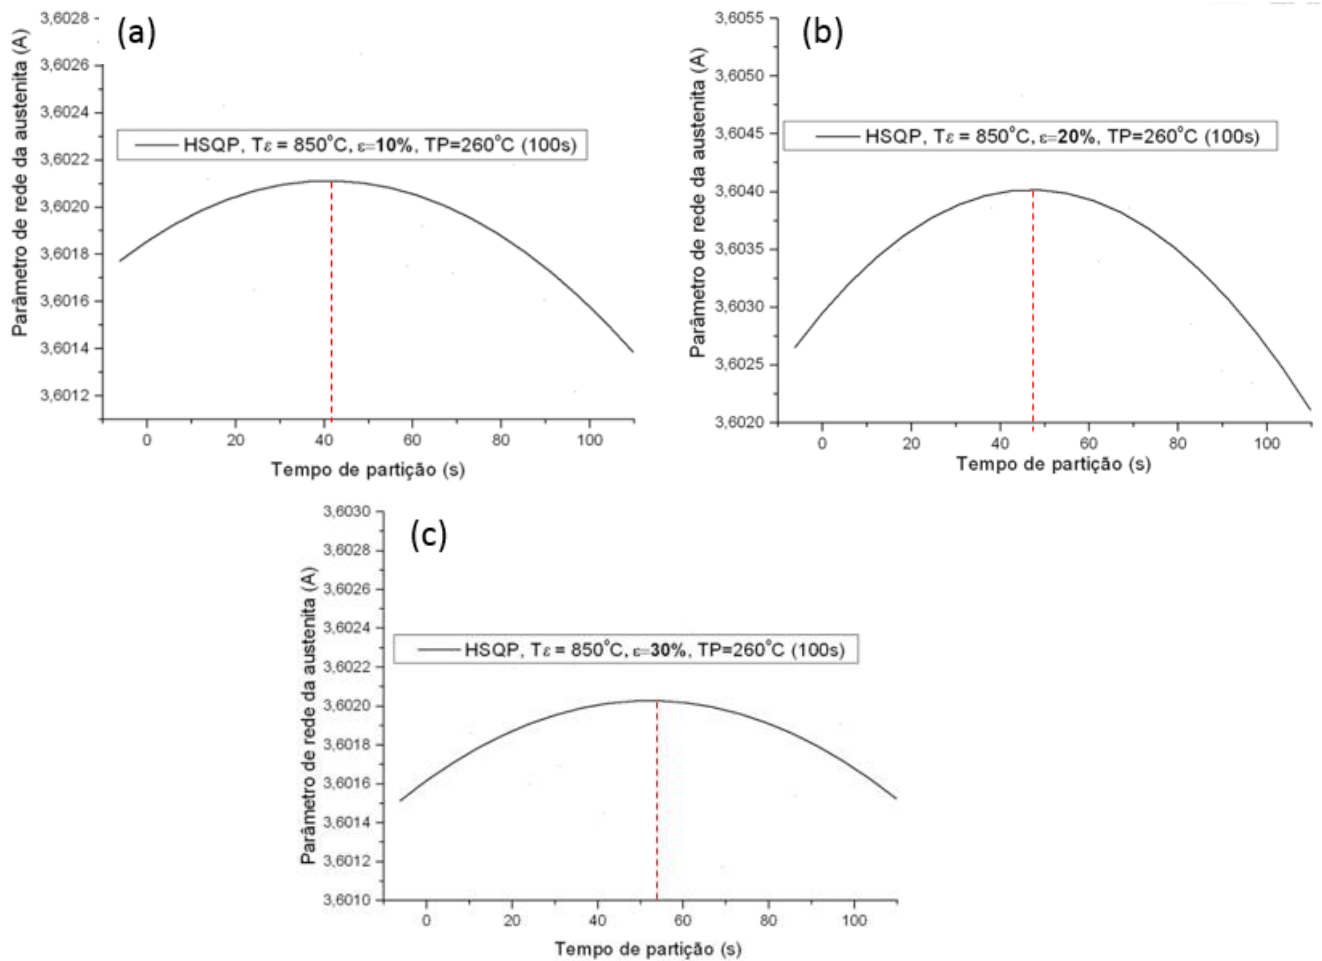 (a)
3,6028
3,6026
3,6024
3,6022
3,6020
3,6018
3,6016
3,6014
3,6012
Parâmetro de rede da austenita (A)
HSQP, Tε = 850°C, ε=10%, TP=260°C (100s)
0 20 40 60 80 100
Tempo de partição (s)
(b)
3,6055
3,6050
3,6045
3,6040
3,6035
3,6030
3,6025
3,6020
Parâmetro de rede da austenita (A)
HSQP, Tε = 850°C, ε=20%, TP=260°C (100s)
0 20 40 60 80 100
Tempo de partição (s)
(c)
3,6030
3,6028
3,6026
3,6024
3,6022
3,6020
3,6018
3,6016
3,6014
3,6012
3,6010
Parâmetro de rede da austenita (A)
HSQP, Tε = 850°C, ε=30%, TP=260°C (100s)
0 20 40 60 80 100
Tempo de partição (s)